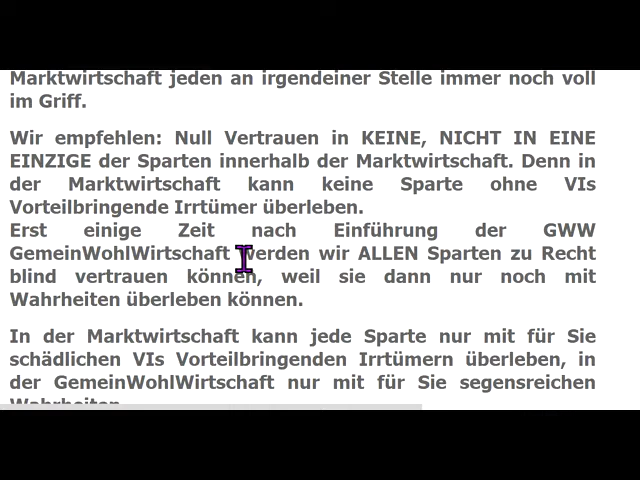 Marktwirtschaft jeden an irgendeiner Stelle immer noch voll
im Griff.
Wir empfehlen: Null Vertrauen in KEINE, NICHT IN EINE
EINZIGE der Sparten innerhalb der Marktwirtschaft. Denn in
der Marktwirtschaft kann keine Sparte ohne VIs
Vorteilbringende Irrtümer überleben.
Erst einige Zeit nach Einführung der GWW
GemeinWohlWirtschaft werden wir ALLEN Sparten zu Recht
blind vertrauen können, weil sie dann nur noch mit
Wahrheiten überleben können.
In der Marktwirtschaft kann jede Sparte nur mit für Sie
schädlichen VIs Vorteilbringenden Irrtümern überleben, in
der GemeinWohlWirtschaft nur mit für Sie segensreichen
Wahrheiten.